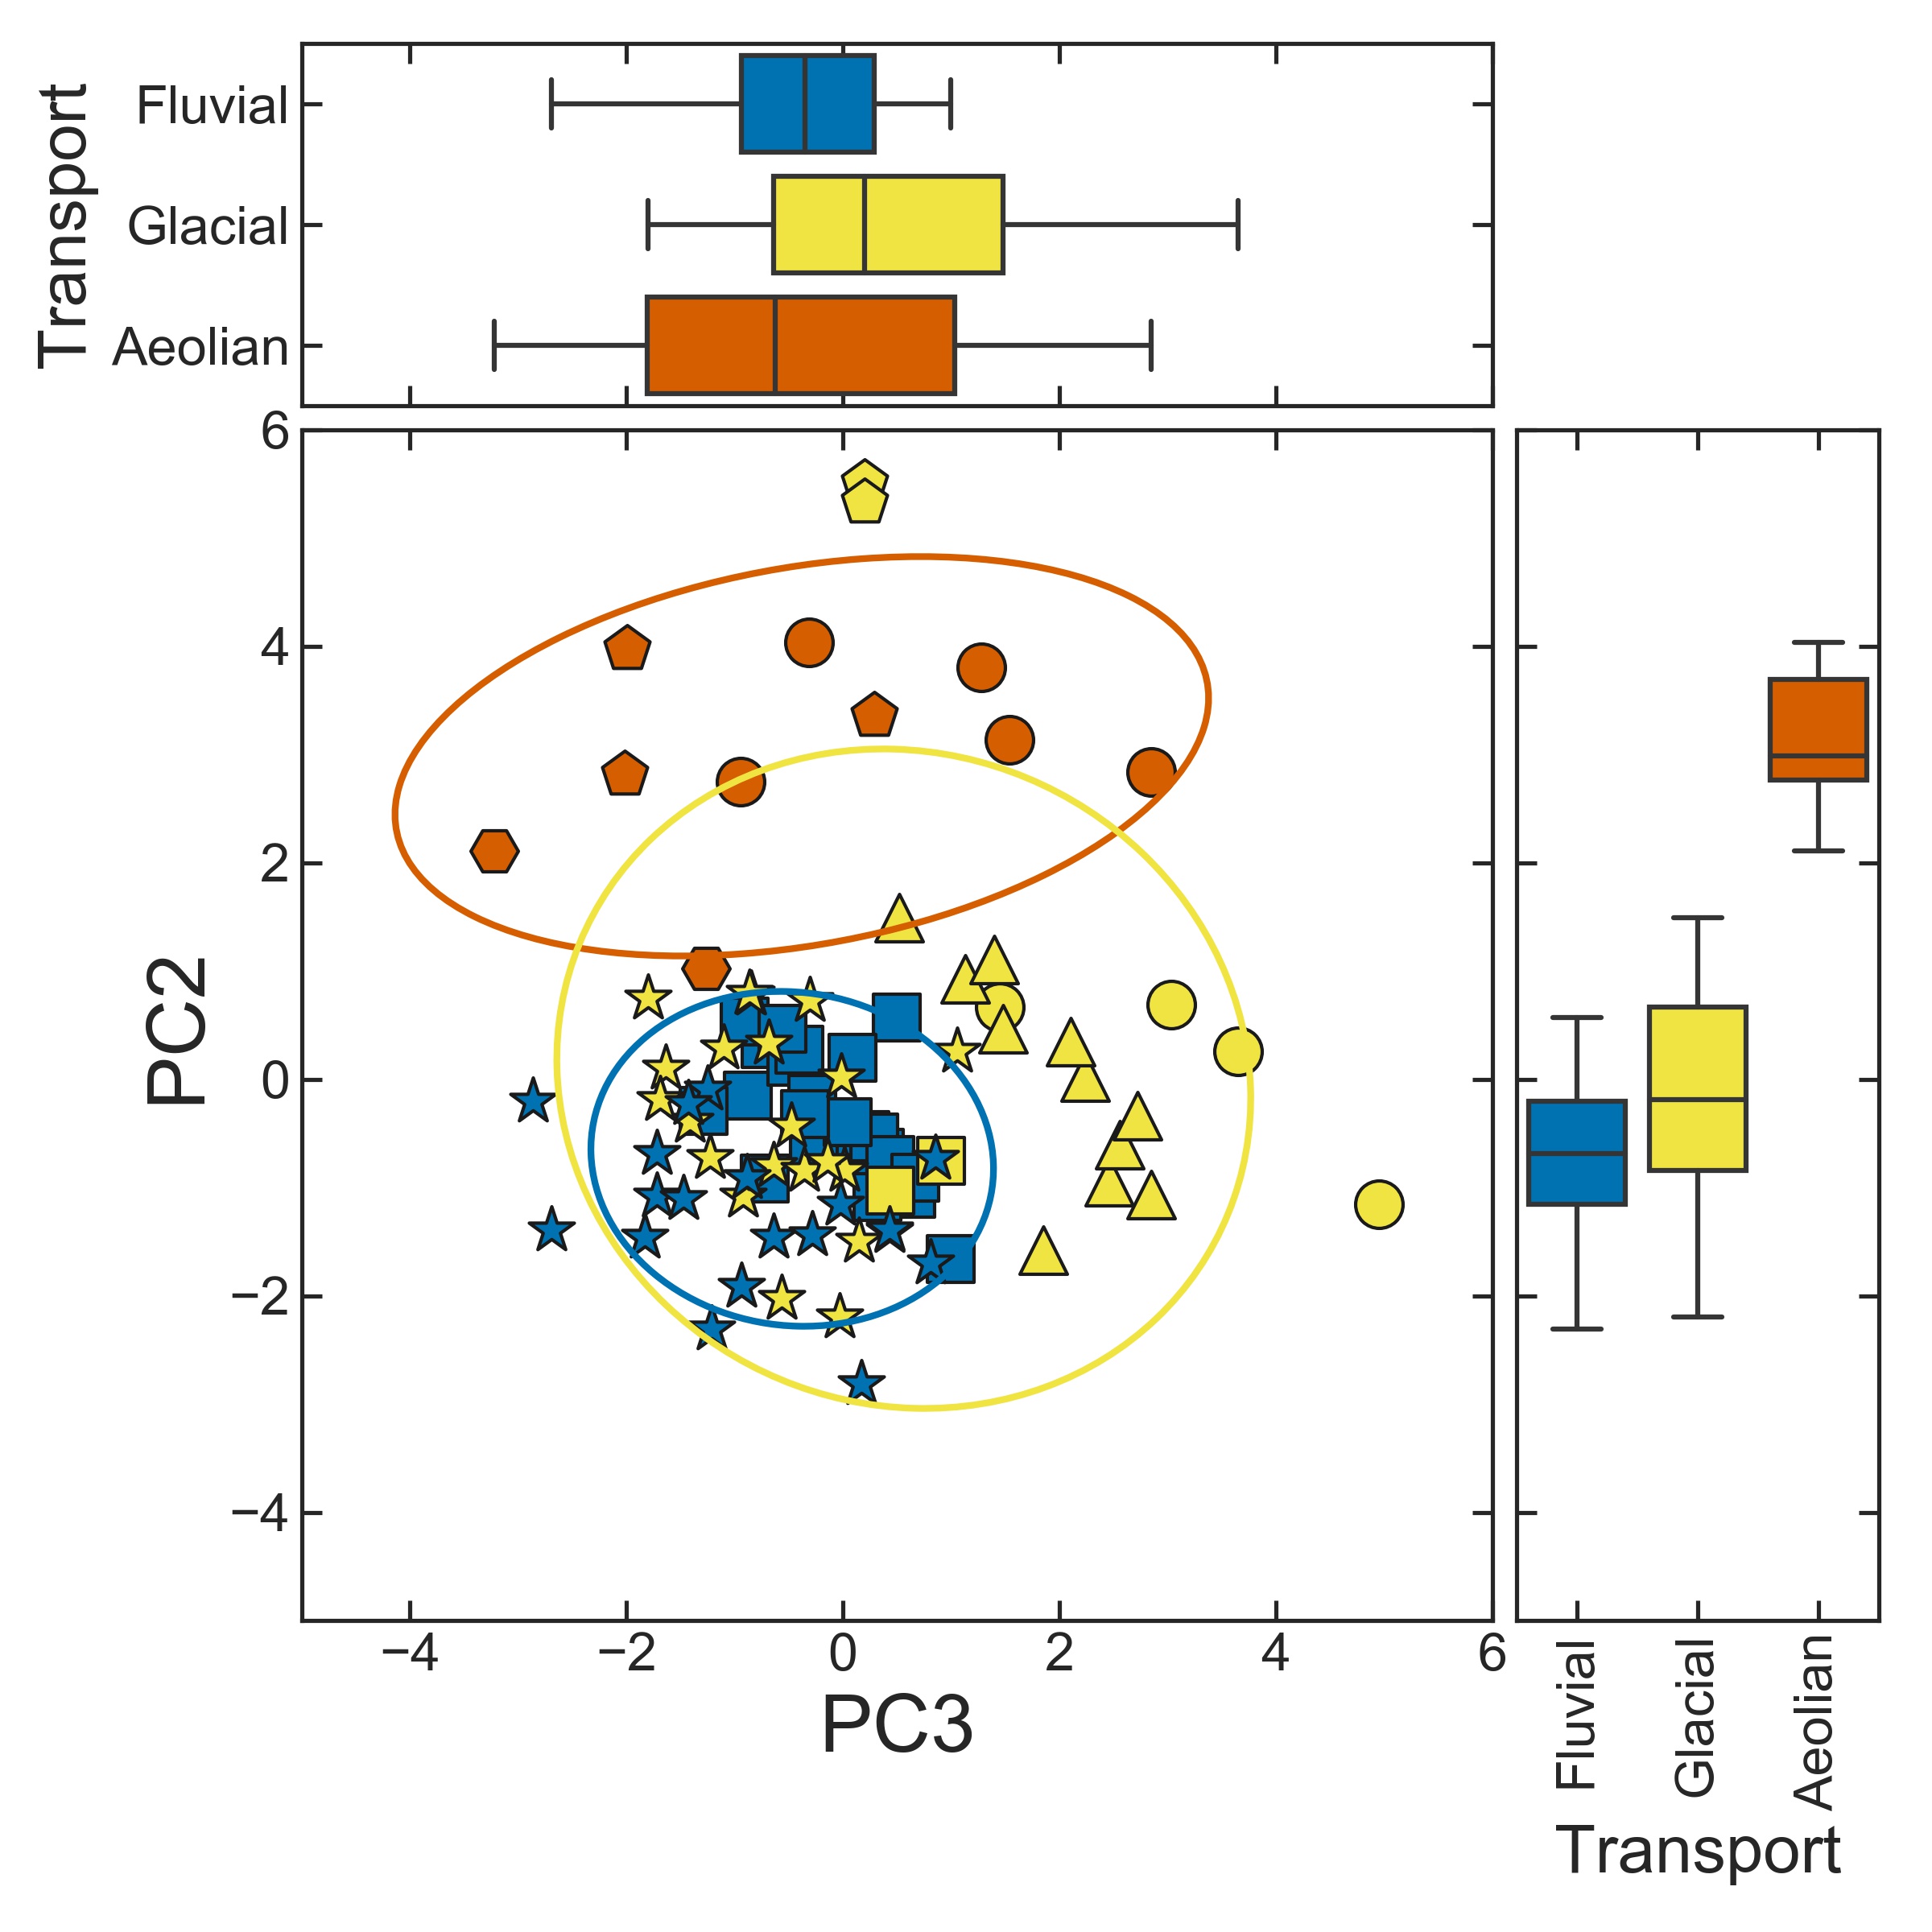 Transport
Fluvial
Glacial
Aeolian
PC2
6
4
2
0
−2
−4
−4
−2
0
2
4
6
PC3
Fluvial
Glacial
Aeolian
Transport